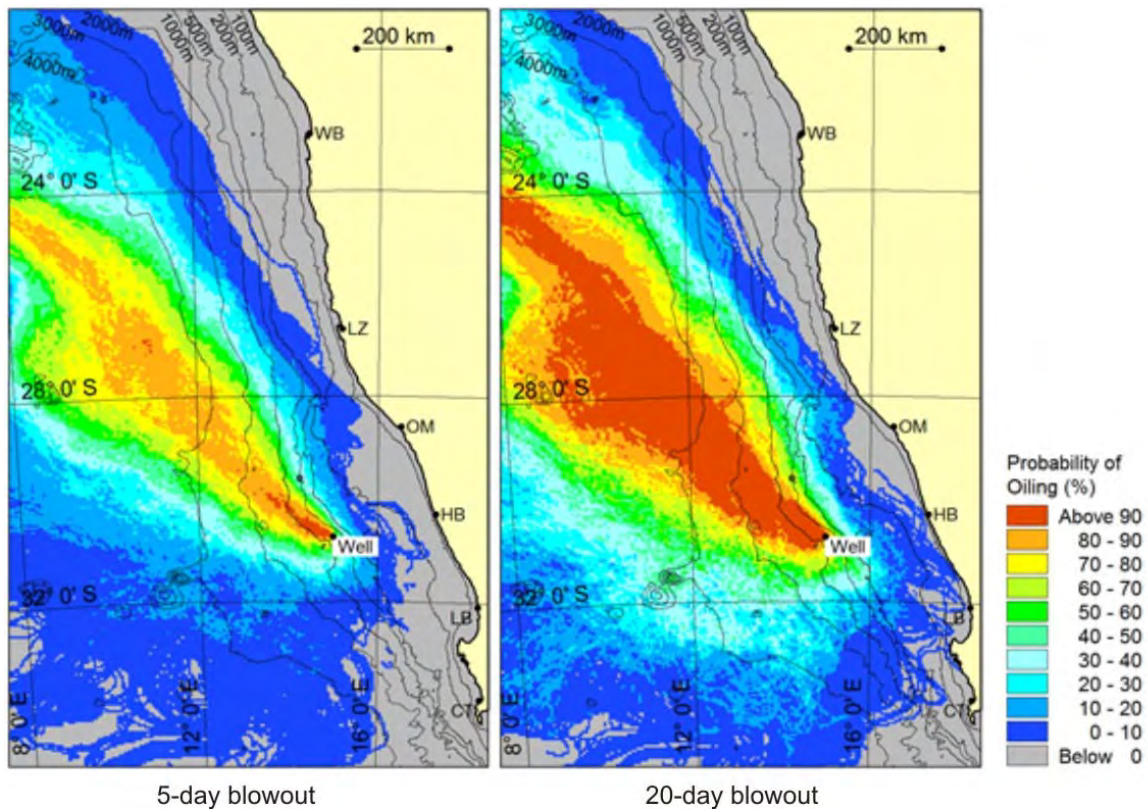 3000m
2000m
1000m
500m
200m
100m
4000m
200 km
WB
24° 0' S
LZ
28° 0' S
OM
HB
Well
32° 0' S
LB
8° 0' E
12° 0' E
16° 0' E
5-day blowout
3000m
2000m
1000m
500m
200m
100m
4000m
200 km
WB
24° 0' S
LZ
28° 0' S
OM
HB
Well
32° 0' S
LB
8° 0' E
12° 0' E
16° 0' E
20-day blowout
Probability of
Oiling (%)
Above 90
80 - 90
70 - 80
60 - 70
50 - 60
40 - 50
30 - 40
20 - 30
10 - 20
0 - 10
Below 0